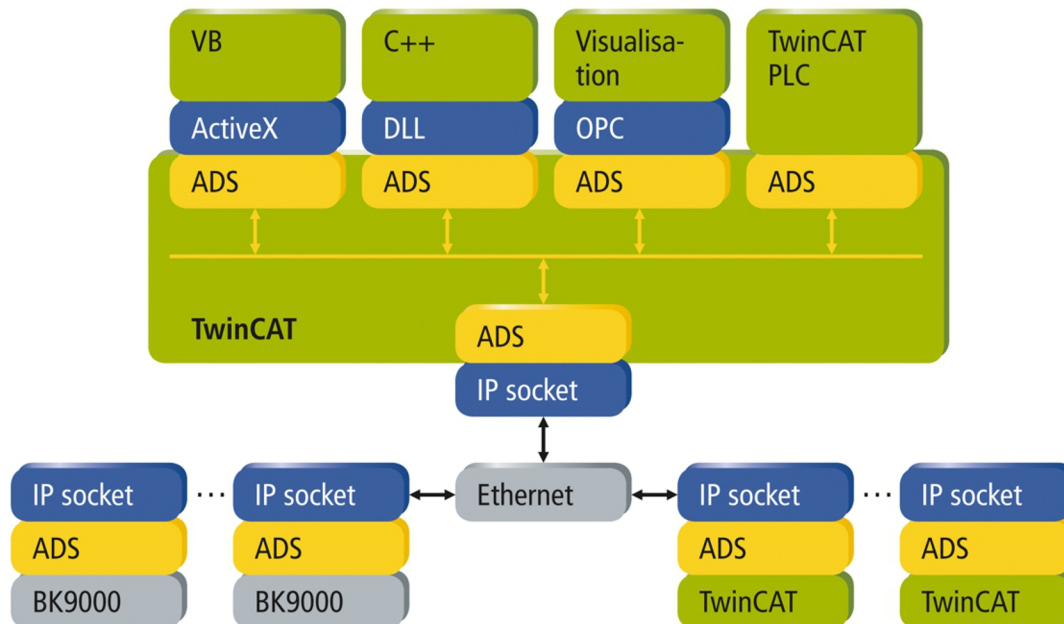 VB
C++
Visualisa-
tion
TwinCAT
PLC
ActiveX
DLL
OPC
ADS
ADS
ADS
ADS
TwinCAT
ADS
IP socket
IP socket
...
IP socket
Ethernet
IP socket
...
IP socket
ADS
ADS
ADS
ADS
BK9000
BK9000
TwinCAT
TwinCAT